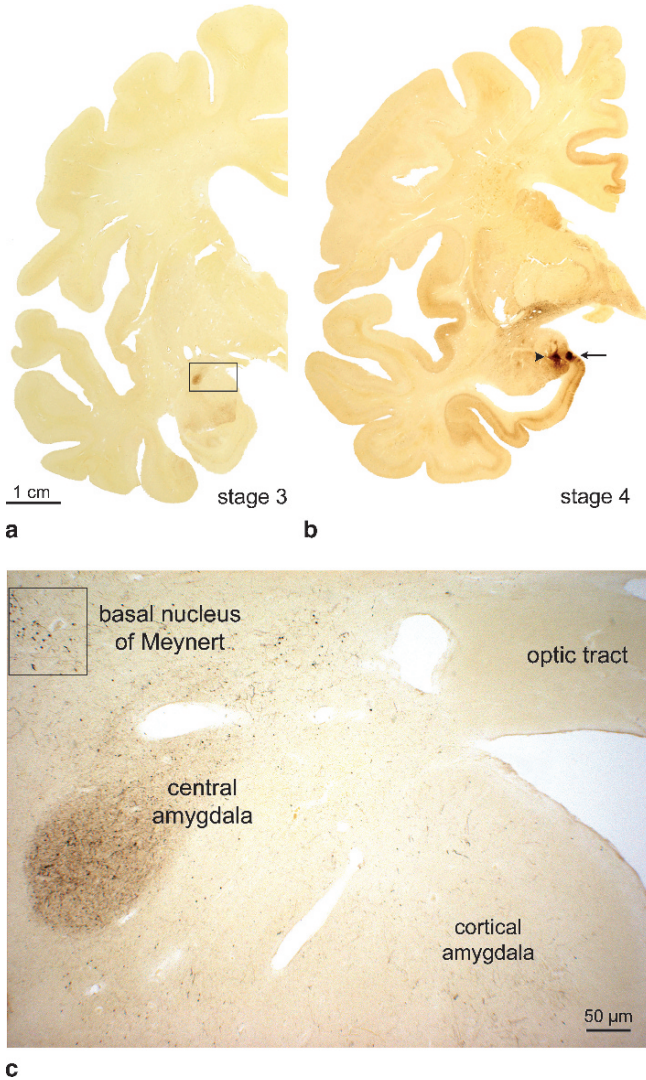 1 cm
stage 3
stage 4
a
b
basal nucleus
of Meynert
optic tract
central
amygdala
cortical
amygdala
50 µm
c